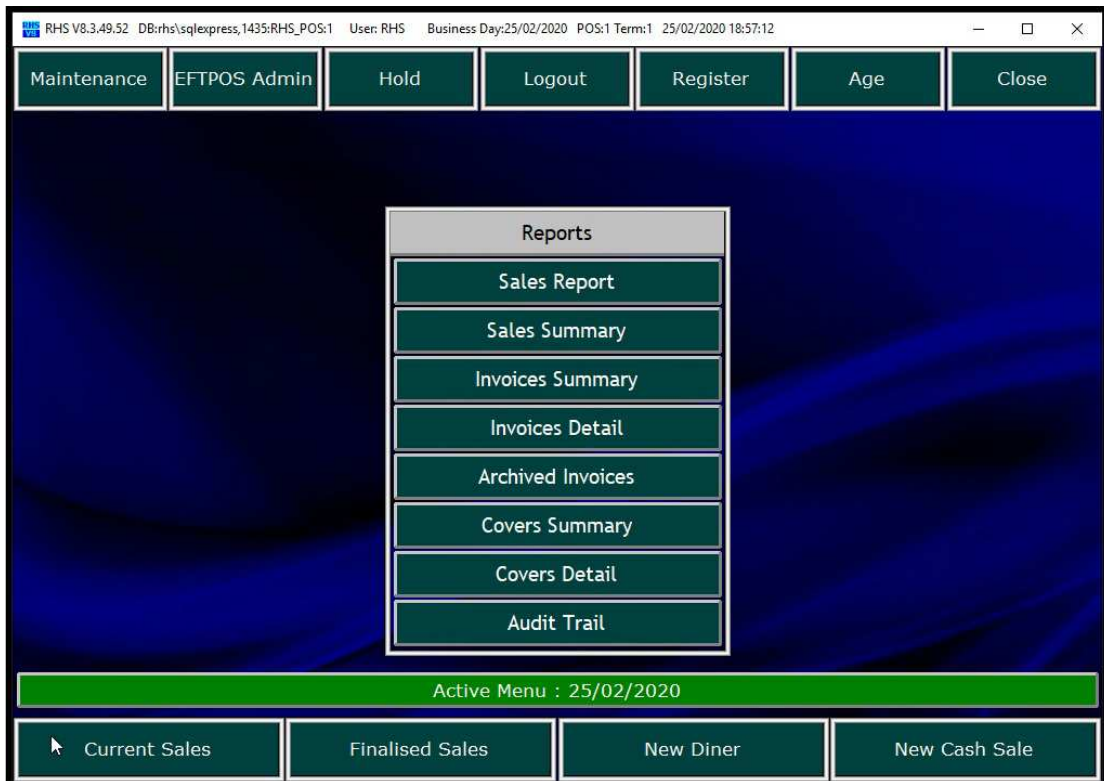 RHS V8 RHS V8.3.49.52 DB:rhs\sqlexpress,1435:RHS_POS:1 User: RHS Business Day:25/02/2020 POS:1 Term:1 25/02/2020 18:57:12
Maintenance EFTPOS Admin Hold Logout Register Age Close
Reports
Sales Report
Sales Summary
Invoices Summary
Invoices Detail
Archived Invoices
Covers Summary
Covers Detail
Audit Trail
Active Menu : 25/02/2020
Current Sales Finalised Sales New Diner New Cash Sale